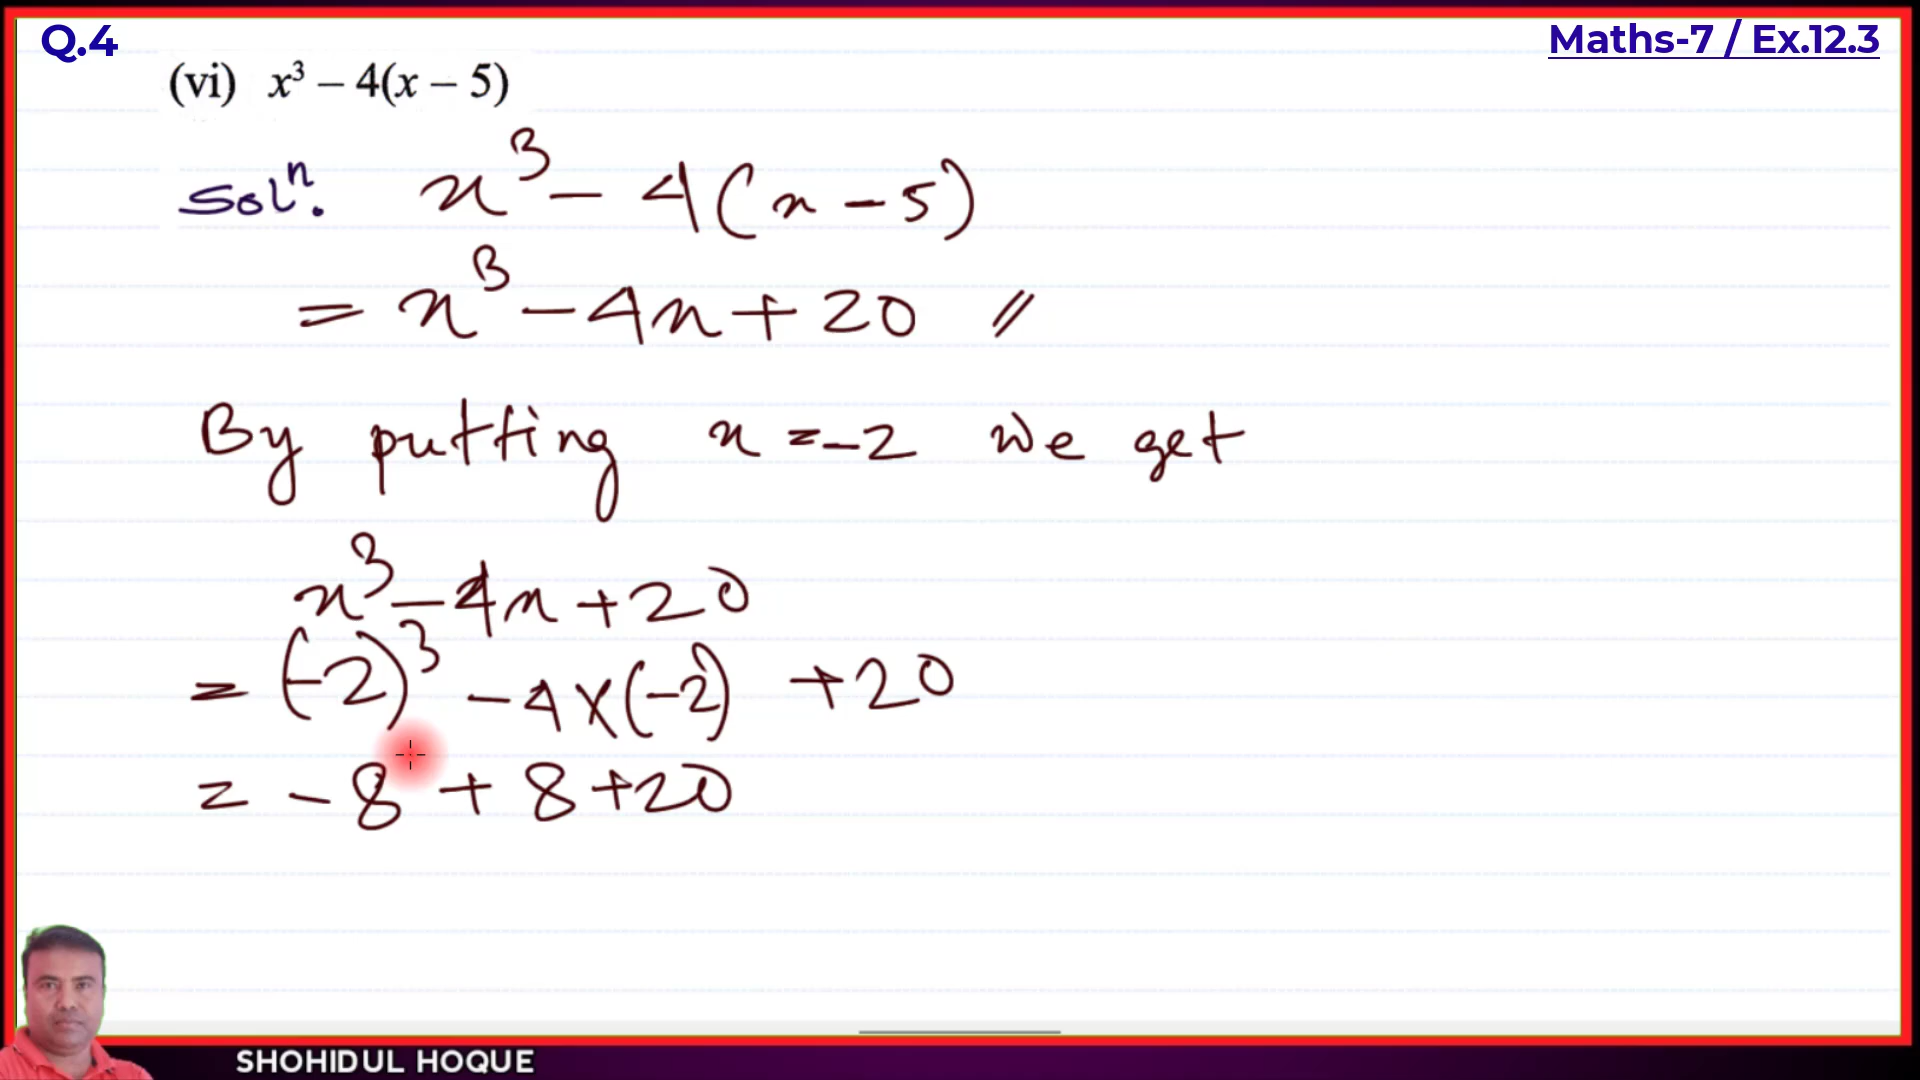 Q.4
Maths-7 / Ex.12.3
(vi) x³ – 4(x – 5)
Solⁿ. x³ – 4(x – 5)
= x³ – 4x + 20 //
By putting x = –2 we get
x³ – 4x + 20
= (–2)³ – 4×(–2) + 20
= – 8 + 8 + 20
SHOHIDUL HOQUE